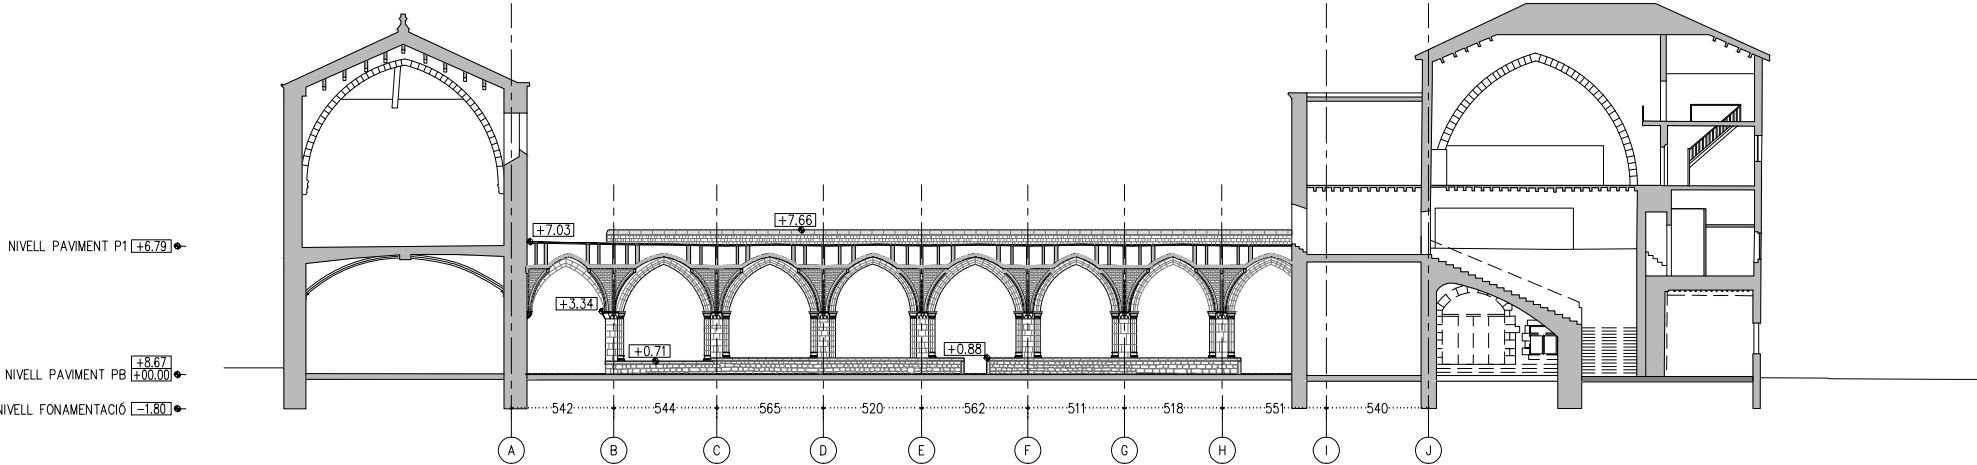 +7.66
+7.03
NIVELL PAVIMENT P1 +6.79
+3.34
+0.71
+0.88
+8.67
NIVELL PAVIMENT PB +00.00
NIVELL FONAMENTACIÓ -1.80
542 544 565 520 562 511 518 551 540
A B C D E F G H I J